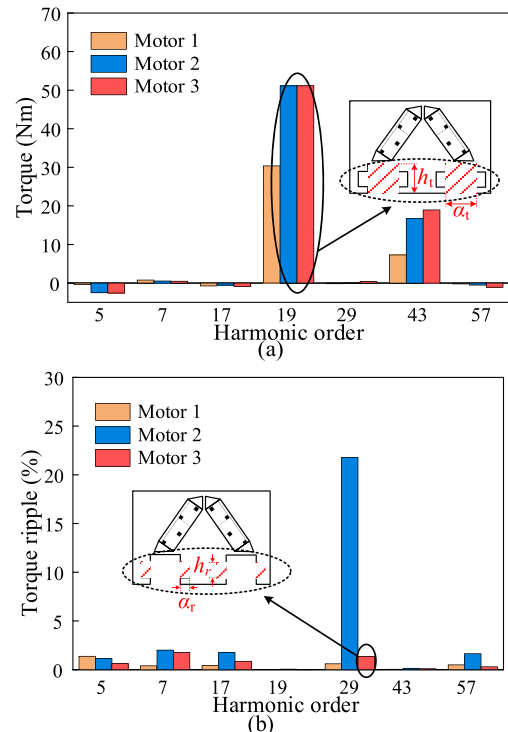 (a)
70
60
50
40
30
20
10
0
Torque (Nm)
Motor 1
Motor 2
Motor 3
h_t
α_t
5 7 17 19 29 43 57
Harmonic order
(a)
(b)
30
25
20
15
10
5
0
Torque ripple (%)
Motor 1
Motor 2
Motor 3
h_r
α_r
5 7 17 19 29 43 57
Harmonic order
(b)